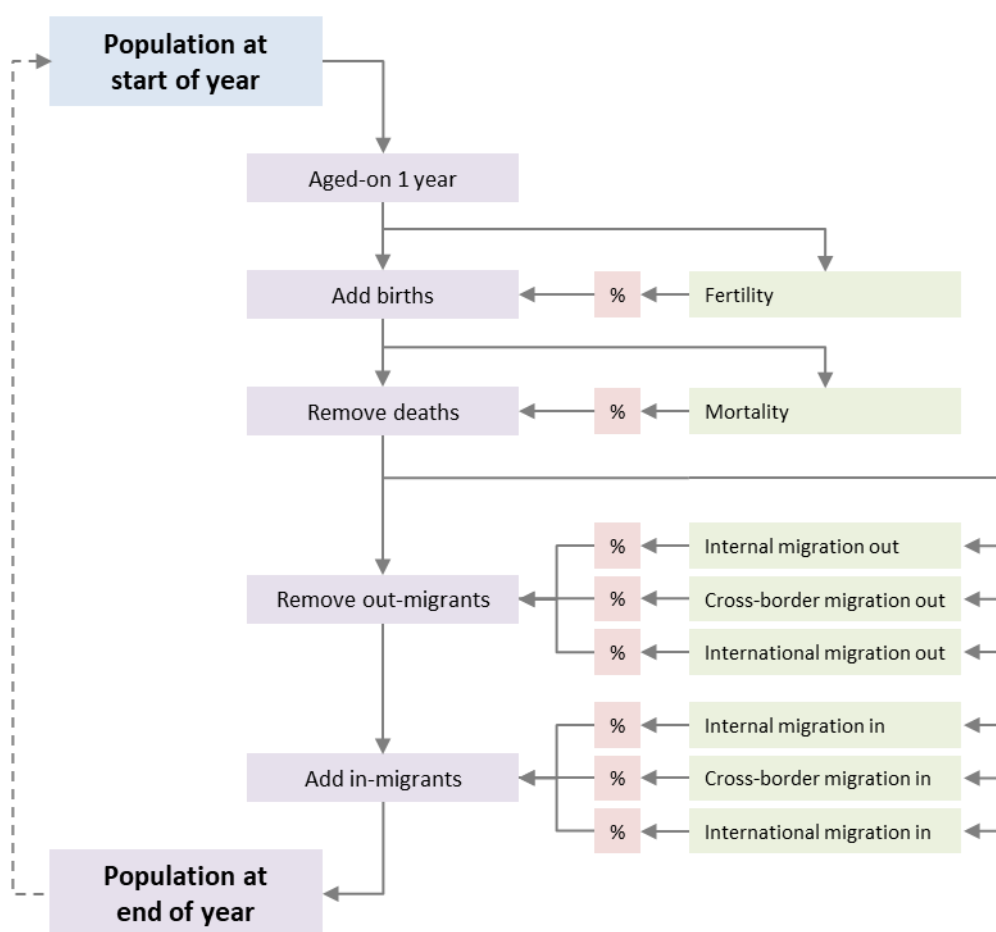 Population at
start of year
Aged-on 1 year
Add births
%
Fertility
Remove deaths
%
Mortality
%
Internal migration out
Remove out-migrants
%
Cross-border migration out
%
International migration out
%
Internal migration in
Add in-migrants
%
Cross-border migration in
%
International migration in
Population at
end of year